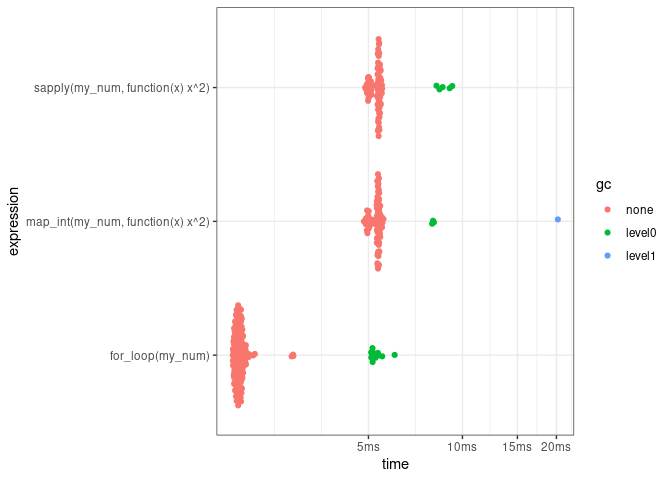 sapply(my_num, function(x) x^2)
map_int(my_num, function(x) x^2)
for_loop(my_num)
expression
5ms
10ms
15ms
20ms
time
gc
none
level0
level1